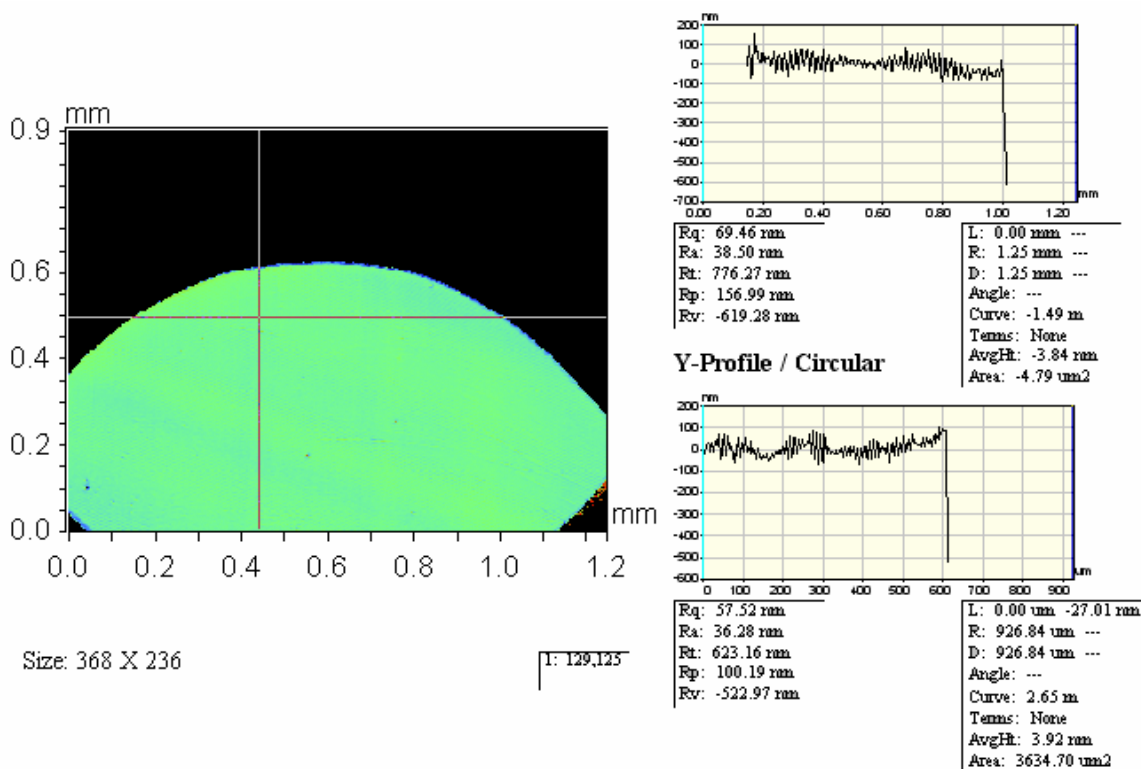 mm
0.9
0.6
0.4
0.2
0.0
mm
0.0 0.2 0.4 0.6 0.8 1.0 1.2
Size: 368 X 236
1: 129,125
nm
200
100
0
-100
-200
-300
-400
-500
-600
-700
mm
0.00 0.20 0.40 0.60 0.80 1.00 1.20
Rq: 69.46 nm
Ra: 38.50 nm
Rt: 776.27 nm
Rp: 156.99 nm
Rv: -619.28 nm
L: 0.00 mm ---
R: 1.25 mm ---
D: 1.25 mm ---
Angle: ---
Curve: -1.49 m
Terms: None
AvgHt: -3.84 nm
Area: -4.79 um2
Y-Profile / Circular
nm
200
100
0
-100
-200
-300
-400
-500
-600
um
0 100 200 300 400 500 600 700 800 900
Rq: 57.52 nm
Ra: 36.28 nm
Rt: 623.16 nm
Rp: 100.19 nm
Rv: -522.97 nm
L: 0.00 um -27.01 nm
R: 926.84 um ---
D: 926.84 um ---
Angle: ---
Curve: 2.65 m
Terms: None
AvgHt: 3.92 nm
Area: 3634.70 um2